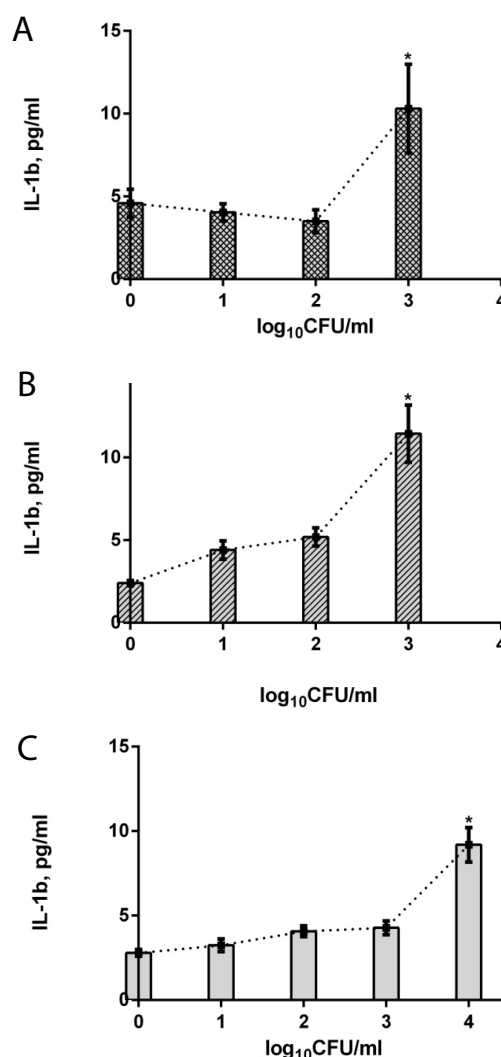 A
IL-1b, pg/ml
15
10
5
0
*
0 1 2 3 4
log₁₀CFU/ml
B
IL-1b, pg/ml
10
5
0
*
0 1 2 3 4
log₁₀CFU/ml
C
IL-1b, pg/ml
15
10
5
0
*
0 1 2 3 4
log₁₀CFU/ml